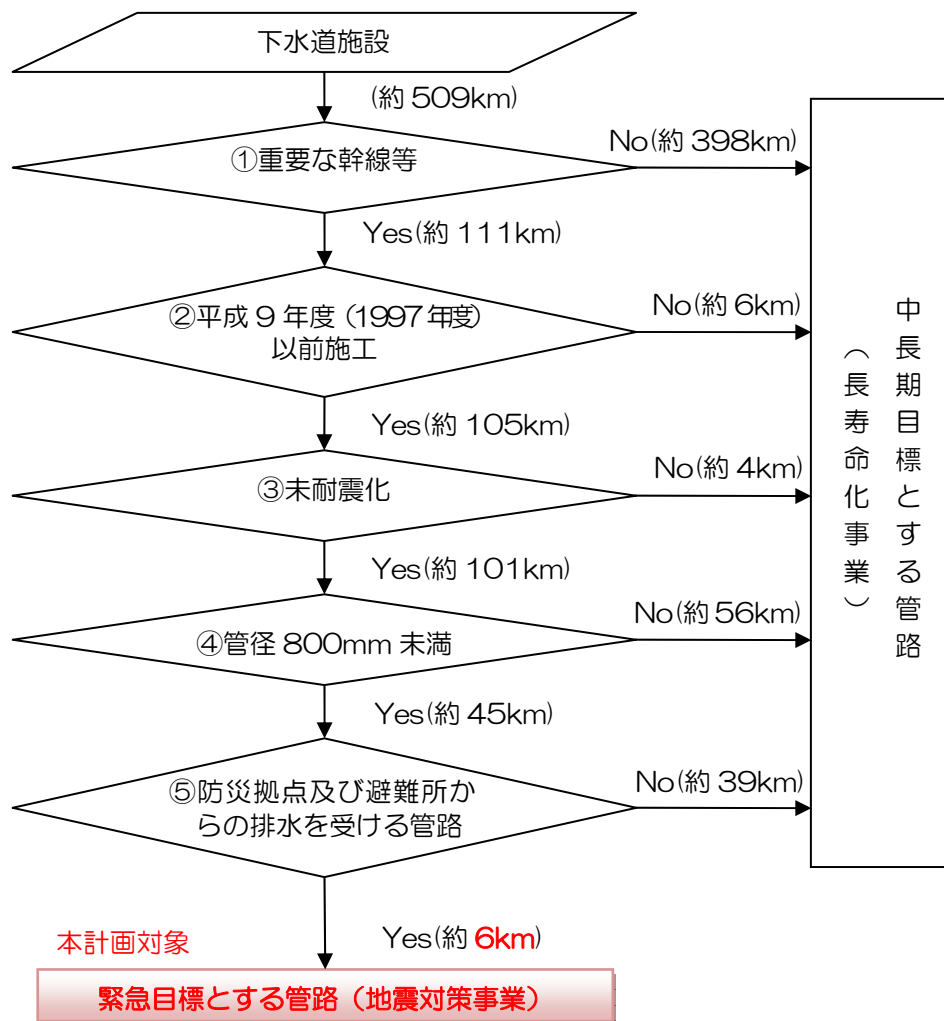 下水道施設
(約 509km)
①重要な幹線等
No(約 398km)
Yes(約 111km)
②平成 9 年度（1997 年度）
以前施工
No(約 6km)
Yes(約 105km)
③未耐震化
No(約 4km)
Yes(約 101km)
④管径 800mm 未満
No(約 56km)
Yes(約 45km)
⑤防災拠点及び避難所か
らの排水を受ける管路
No(約 39km)
Yes(約 6km)
中長期目標とする管路
（長寿命化事業）
本計画対象
緊急目標とする管路（地震対策事業）